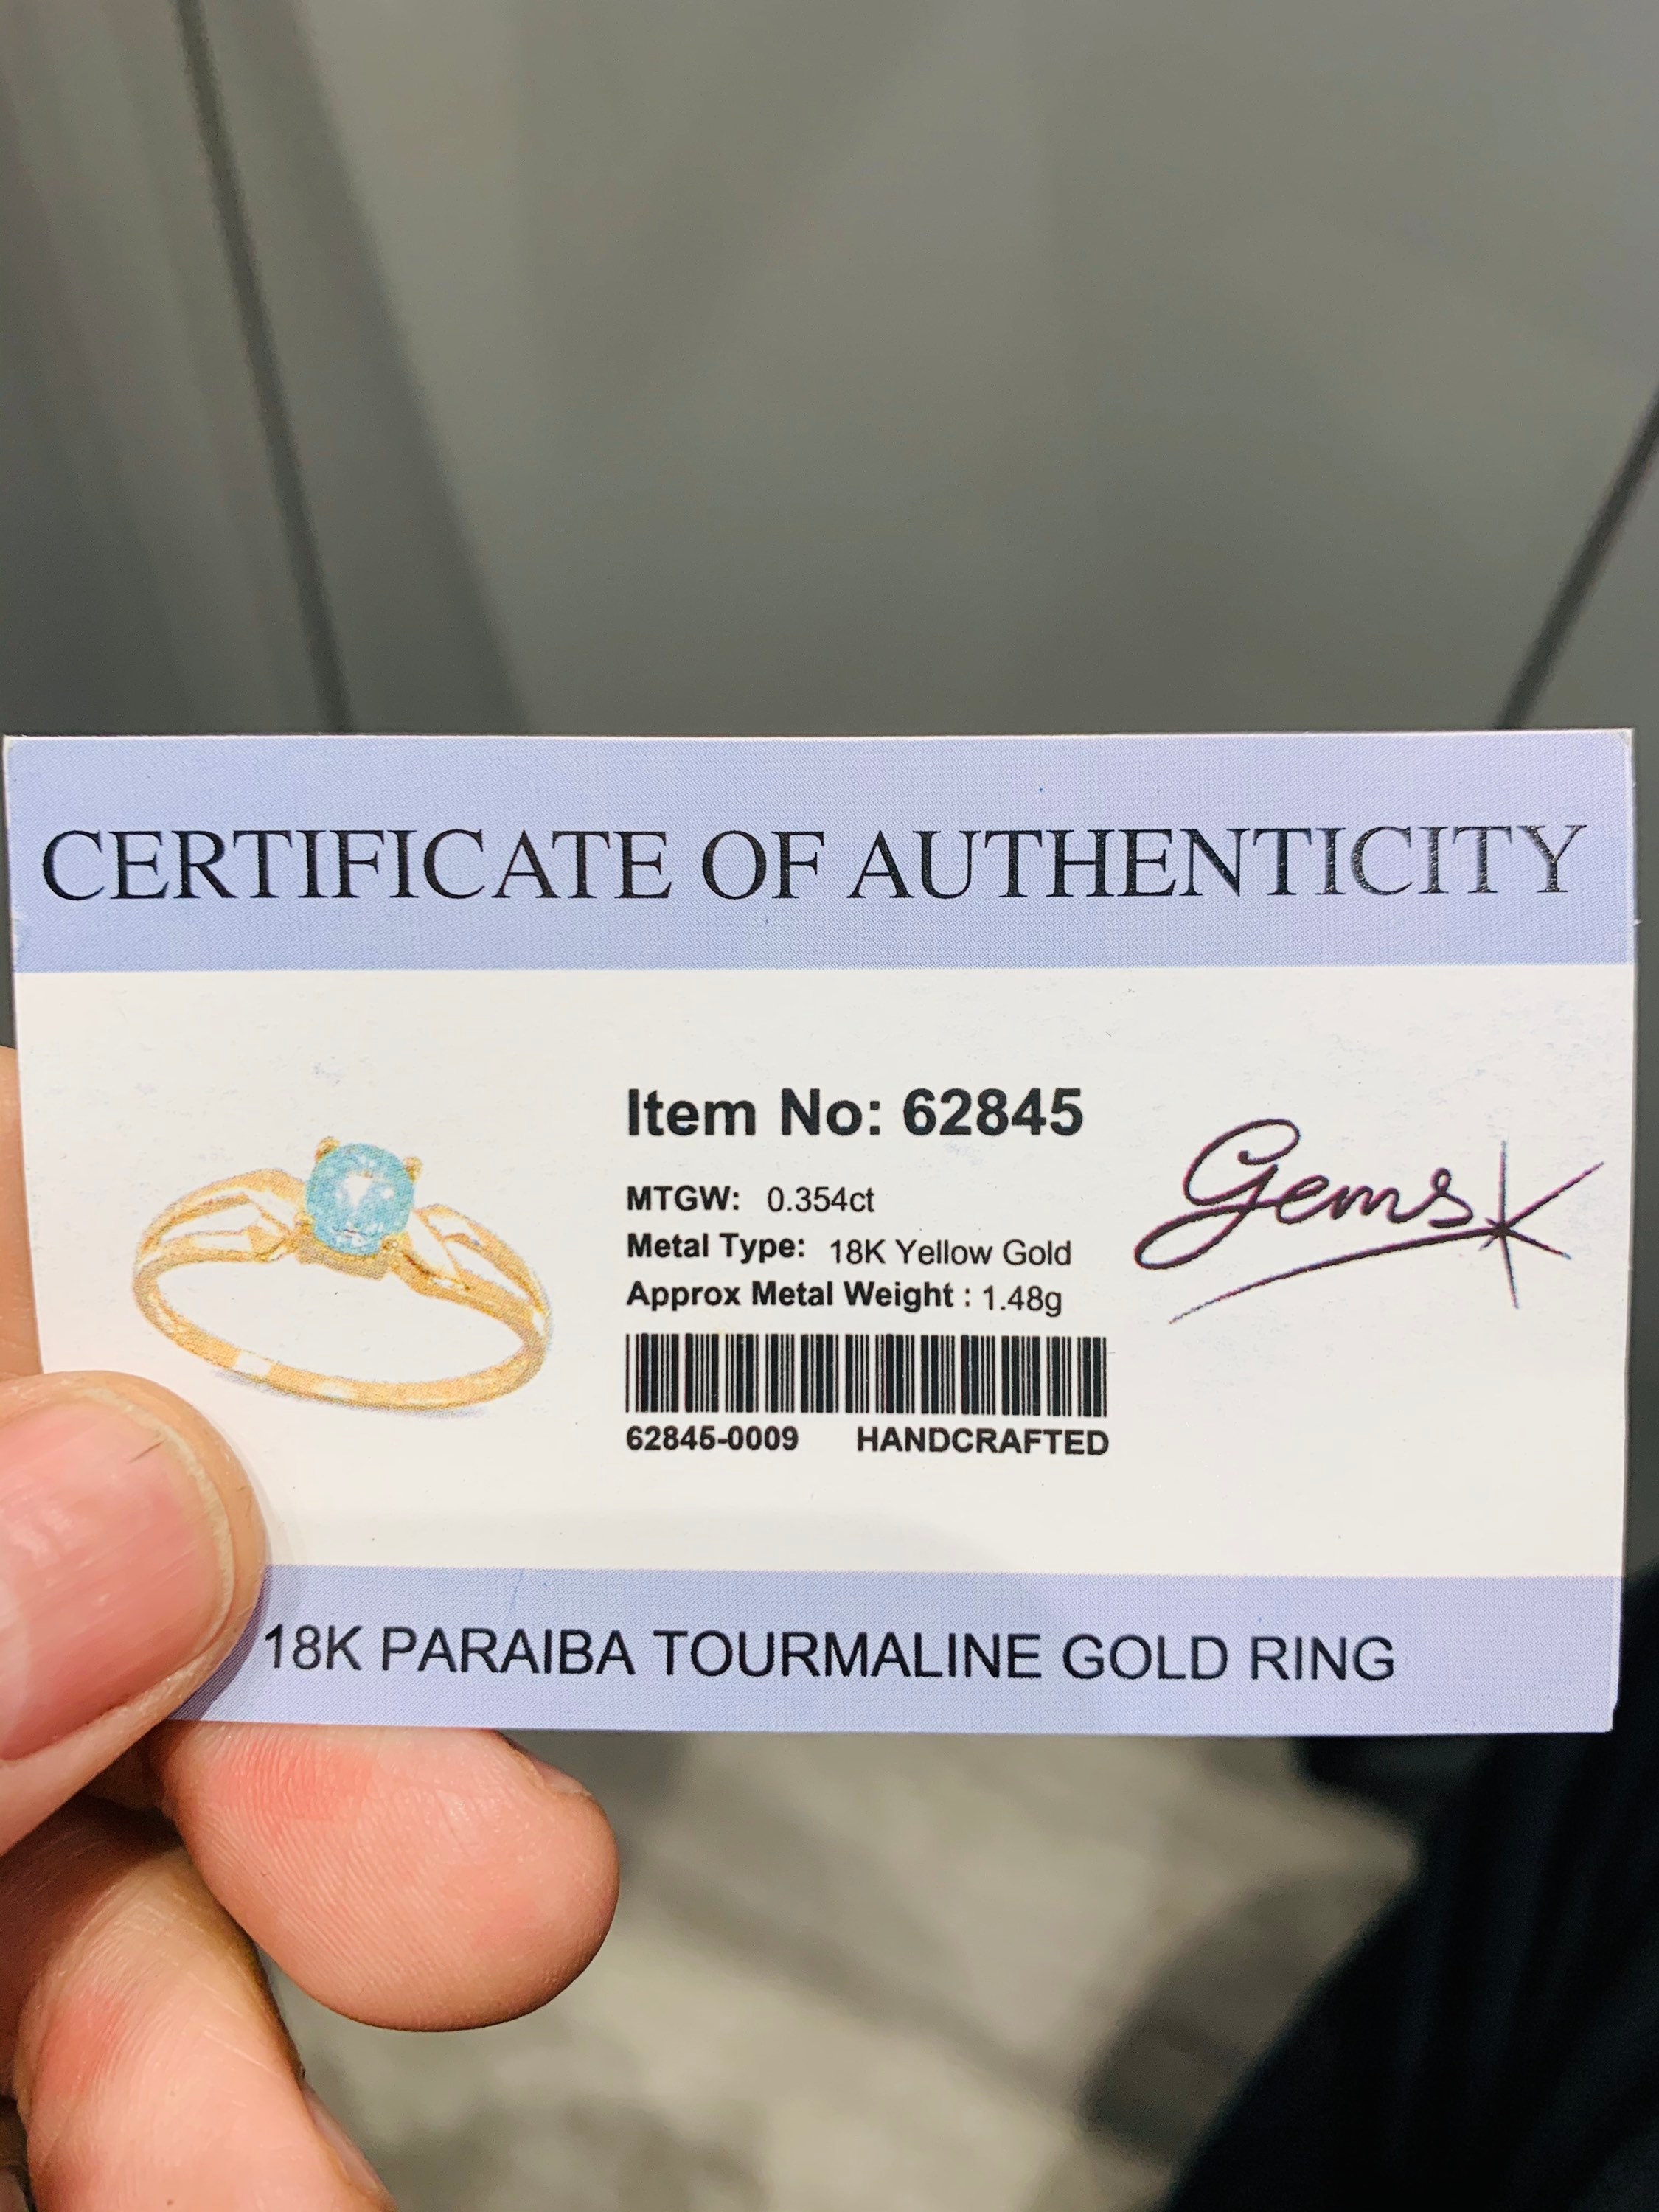 CERTIFICATE OF AUTHENTICITY
Item No: 62845
MTGW: 0.354ct
Metal Type: 18K Yellow Gold
Approx Metal Weight : 1.48g
Gems
62845-0009 HANDCRAFTED
18K PARAIBA TOURMALINE GOLD RING